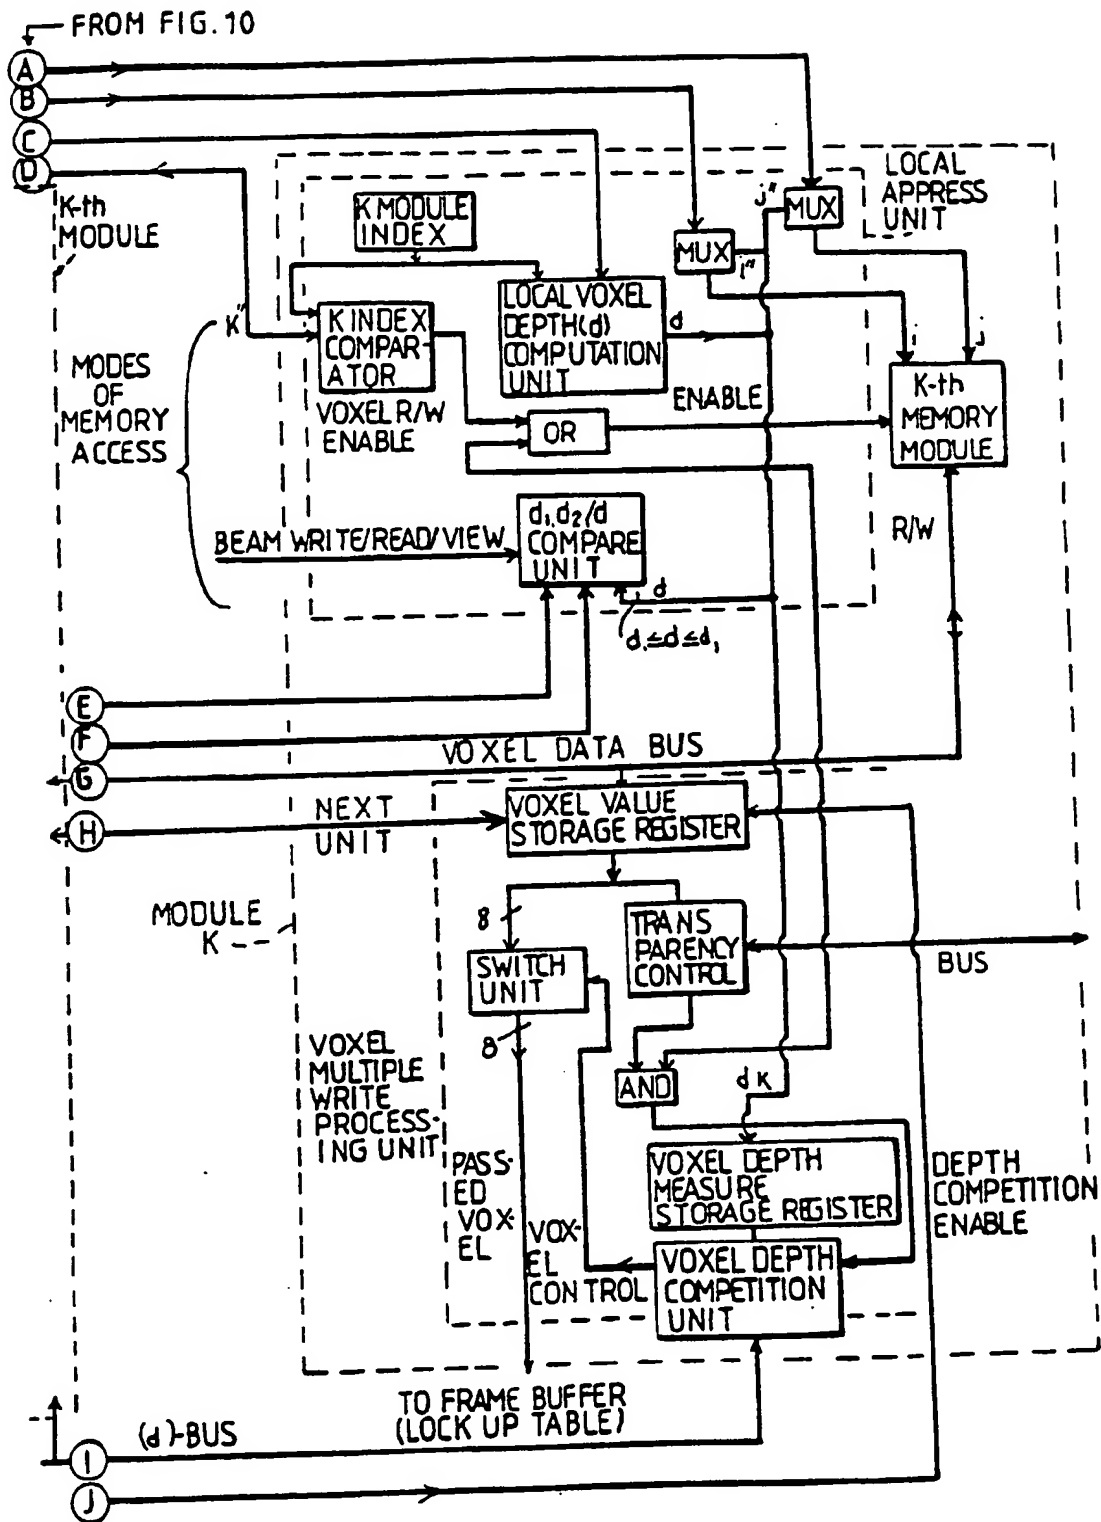 FROM FIG. 10
A
B
C
D
K-th
MODULE
K MODULE
INDEX
LOCAL
APPRESS
UNIT
j"
MUX
MUX
i"
K"
K INDEX
COMPAR-
ATOR
LOCAL VOXEL
DEPTH(d)
COMPUTATION
UNIT
d
i
j
MODES
OF
MEMORY
ACCESS
VOXEL R/W
ENABLE
OR
ENABLE
K-th
MEMORY
MODULE
R/W
BEAM WRITE/READ/VIEW
d₁,d₂/d
COMPARE
UNIT
d
d,≤d≤d,
E
F
G
VOXEL DATA BUS
H
NEXT
UNIT
VOXEL VALUE
STORAGE REGISTER
MODULE
K
8
SWITCH
UNIT
8
TRANS
PARENCY
CONTROL
BUS
VOXEL
MULTIPLE
WRITE
PROCESS-
ING UNIT
AND
dK
PASS-
ED
VOX-
EL
VOX-
EL
CONTROL
VOXEL DEPTH
MEASURE
STORAGE REGISTER
VOXEL DEPTH
COMPETITION
UNIT
DEPTH
COMPETITION
ENABLE
TO FRAME BUFFER
(LOCK UP TABLE)
(d)-BUS
I
J